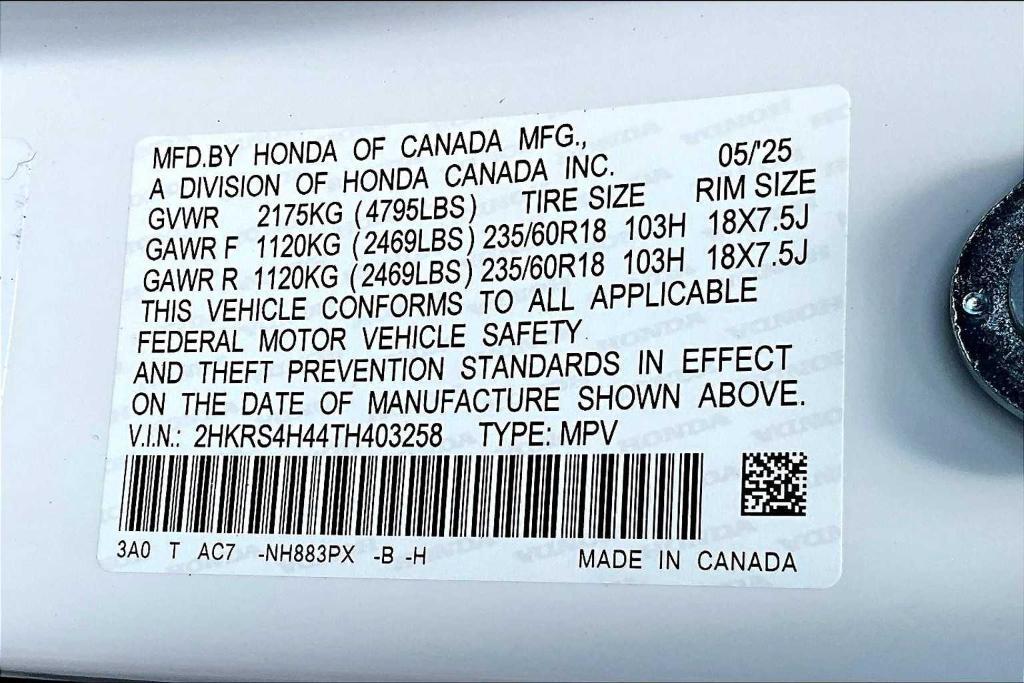 MFD.BY HONDA OF CANADA MFG.,
A DIVISION OF HONDA CANADA INC. 05/'25
GVWR 2175KG (4795LBS) TIRE SIZE RIM SIZE
GAWR F 1120KG (2469LBS) 235/60R18 103H 18X7.5J
GAWR R 1120KG (2469LBS) 235/60R18 103H 18X7.5J
THIS VEHICLE CONFORMS TO ALL APPLICABLE
FEDERAL MOTOR VEHICLE SAFETY
AND THEFT PREVENTION STANDARDS IN EFFECT
ON THE DATE OF MANUFACTURE SHOWN ABOVE.
V.I.N.: 2HKRS4H44TH403258 TYPE: MPV
3A0 T AC7 -NH883PX -B -H MADE IN CANADA